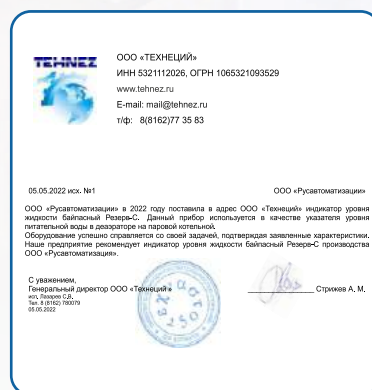 TEHNEZ
ООО «ТЕХНЕЦИЙ»
ИНН 5321112026, ОГРН 1065321093529
www.tehnez.ru
E-mail: mail@tehnez.ru
т/ф: 8(8162)77 35 83
05.05.2022 исх. №1
ООО «Русавтоматизации»
ООО «Русавтоматизации» в 2022 году поставила в адрес ООО «Технеций» индикатор уровня
жидкости байпасный Резерв-С. Данный прибор используется в качестве указателя уровня
питательной воды в деаэраторе на паровой котельной.
Оборудование успешно справляется со своей задачей, подтверждая заявленные характеристики.
Наше предприятие рекомендует индикатор уровня жидкости байпасный Резерв-С производства
ООО «Русавтоматизация».
С уважением,
Генеральный директор ООО «Технеций»
Стрижев А. М.
исп. Лазарев С.В.
Тел. 8 (8162) 780079
05.05.2022